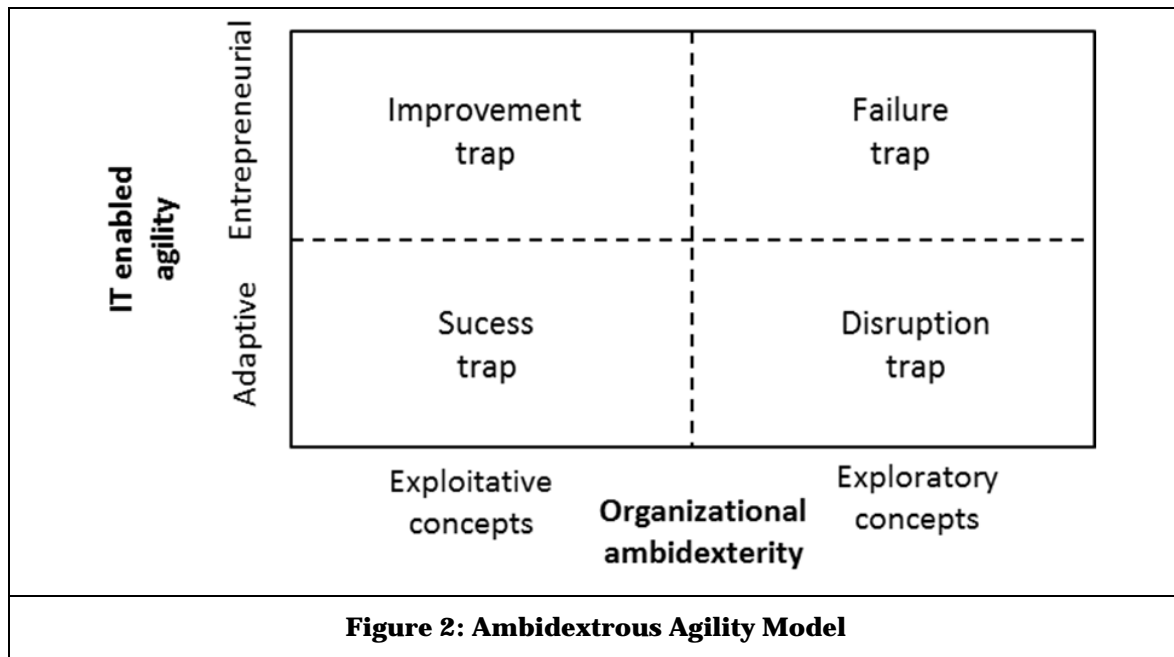 IT enabled
agility
Entrepreneurial
Adaptive
Improvement
trap
Failure
trap
Sucess
trap
Disruption
trap
Exploitative
concepts
Organizational
ambidexterity
Exploratory
concepts
Figure 2: Ambidextrous Agility Model